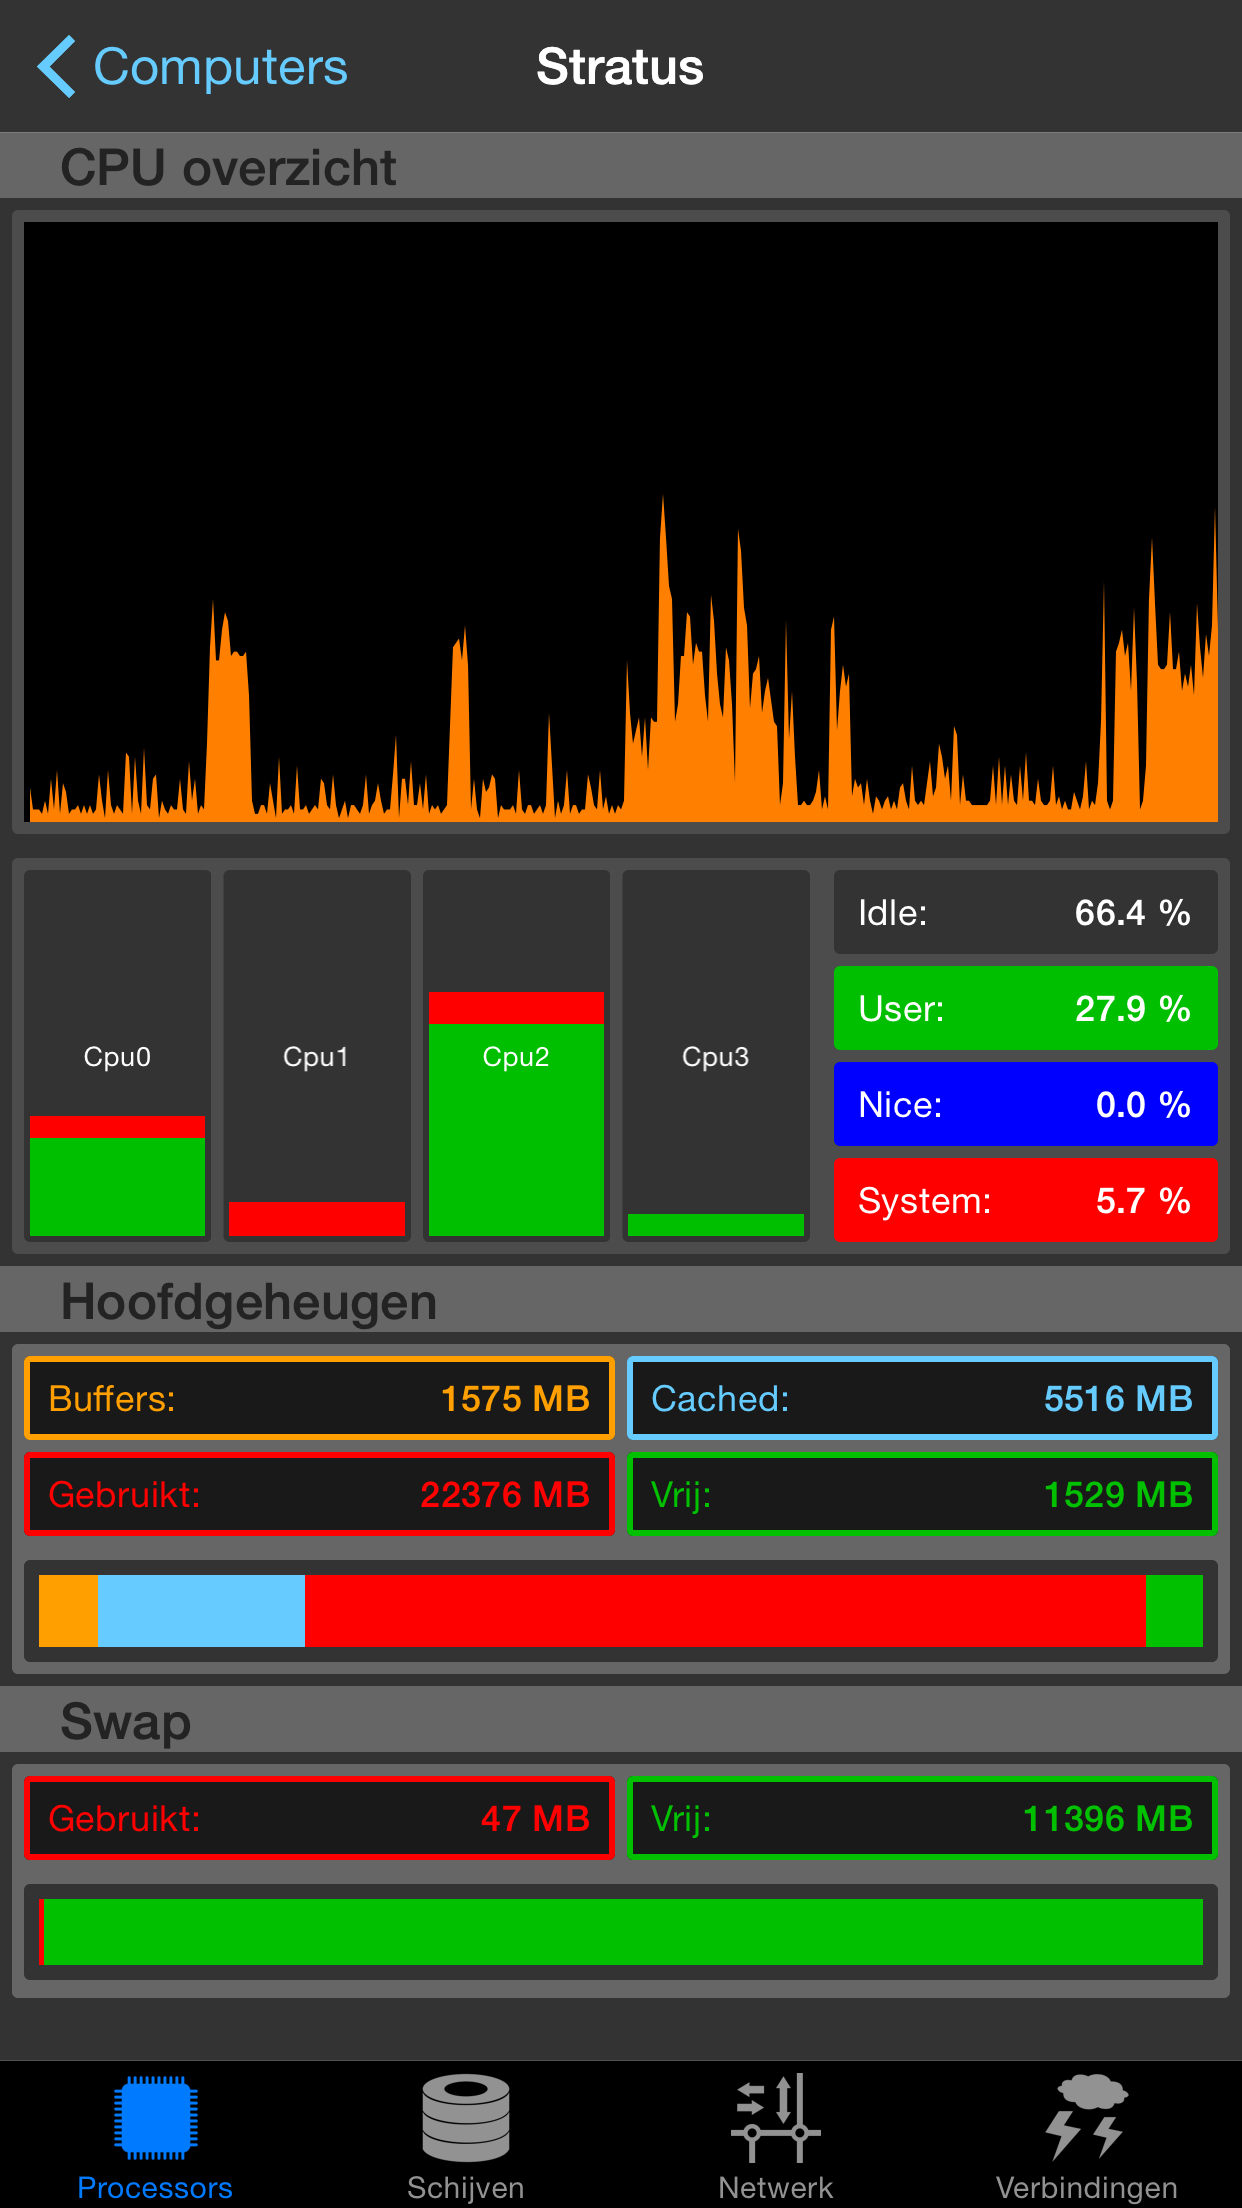 Computers
Stratus
CPU overzicht
Cpu0
Cpu1
Cpu2
Cpu3
Idle: 66.4 %
User: 27.9 %
Nice: 0.0 %
System: 5.7 %
Hoofdgeheugen
Buffers: 1575 MB
Cached: 5516 MB
Gebruikt: 22376 MB
Vrij: 1529 MB
Swap
Gebruikt: 47 MB
Vrij: 11396 MB
Processors
Schijven
Netwerk
Verbindingen